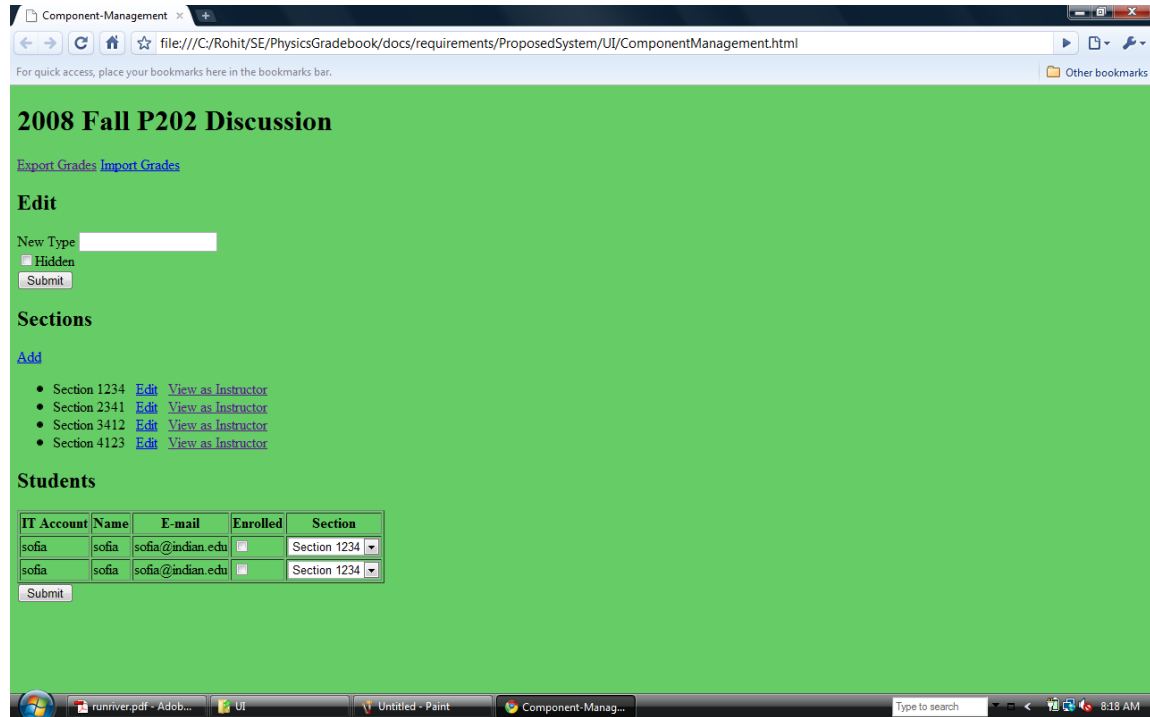 Component-Management
file:///C:/Rohit/SE/PhysicsGradebook/docs/requirements/ProposedSystem/UI/ComponentManagement.html
For quick access, place your bookmarks here in the bookmarks bar.
Other bookmarks
2008 Fall P202 Discussion
Export Grades Import Grades
Edit
New Type
Hidden
Submit
Sections
Add
Section 1234 Edit View as Instructor
Section 2341 Edit View as Instructor
Section 3412 Edit View as Instructor
Section 4123 Edit View as Instructor
Students
IT Account Name E-mail Enrolled Section
sofia sofia sofia@indian.edu Section 1234
sofia sofia sofia@indian.edu Section 1234
Submit
runriver.pdf - Adob... UI Untitled - Paint Component-Manag... Type to search 8:18 AM